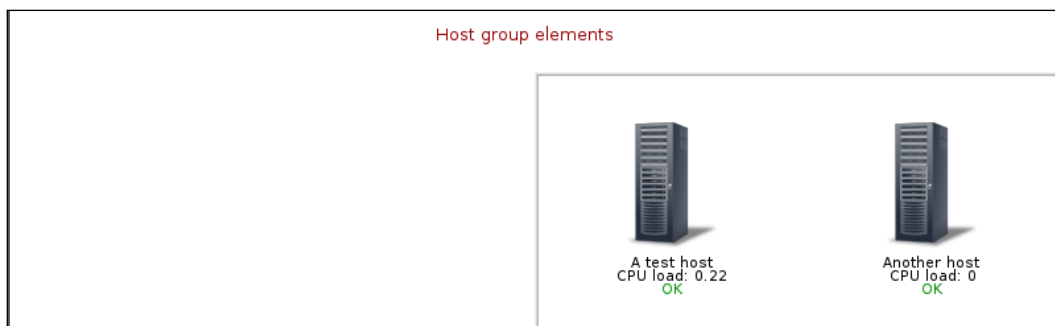 Host group elements
A test host
CPU load: 0.22
OK
Another host
CPU load: 0
OK